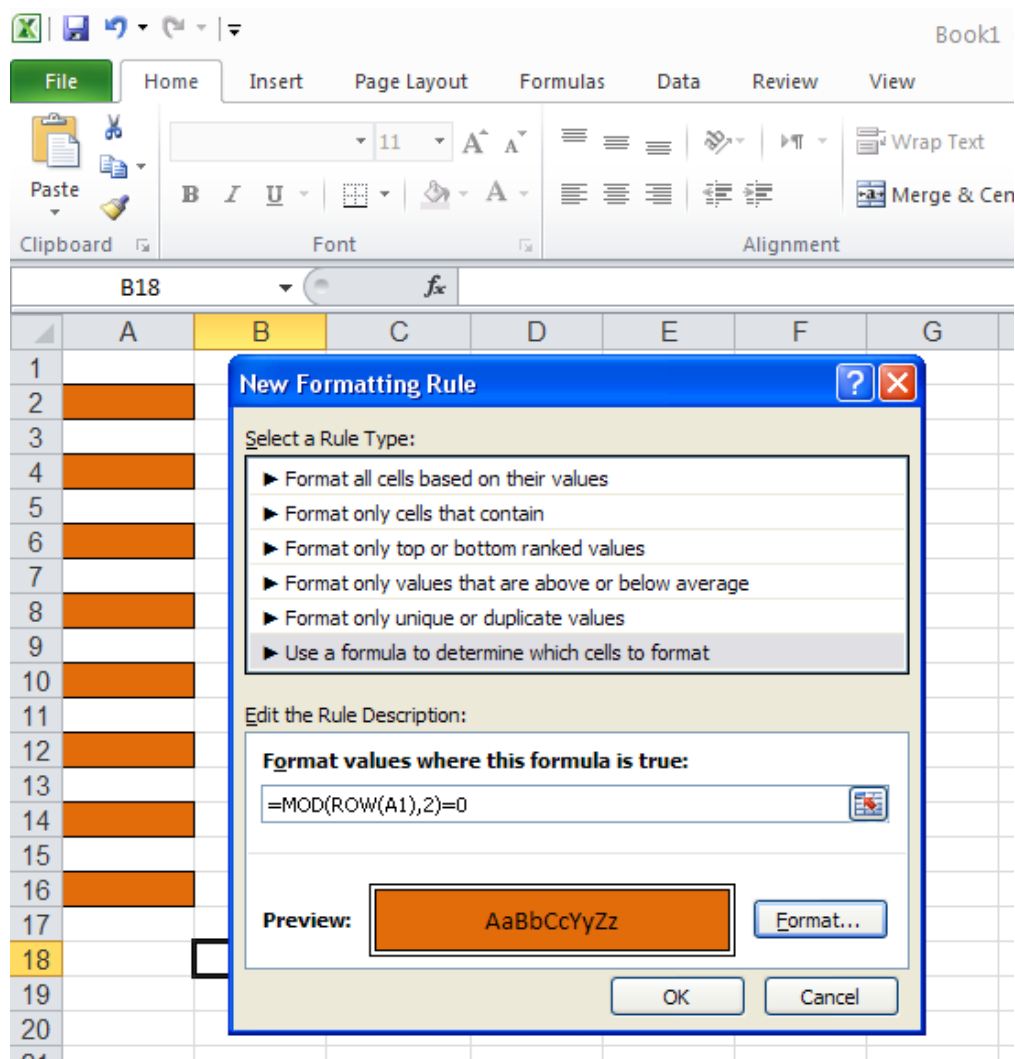 Book1
File Home Insert Page Layout Formulas Data Review View
Paste
11 A A
Wrap Text
B I U A
Merge & Cen
Clipboard Font Alignment
B18 fx
A B C D E F G
1
2
3
4
5
6
7
8
9
10
11
12
13
14
15
16
17
18
19
20
21
New Formatting Rule
Select a Rule Type:
► Format all cells based on their values
► Format only cells that contain
► Format only top or bottom ranked values
► Format only values that are above or below average
► Format only unique or duplicate values
► Use a formula to determine which cells to format
Edit the Rule Description:
Format values where this formula is true:
=MOD(ROW(A1),2)=0
Preview: AaBbCcYyZz Format...
OK Cancel